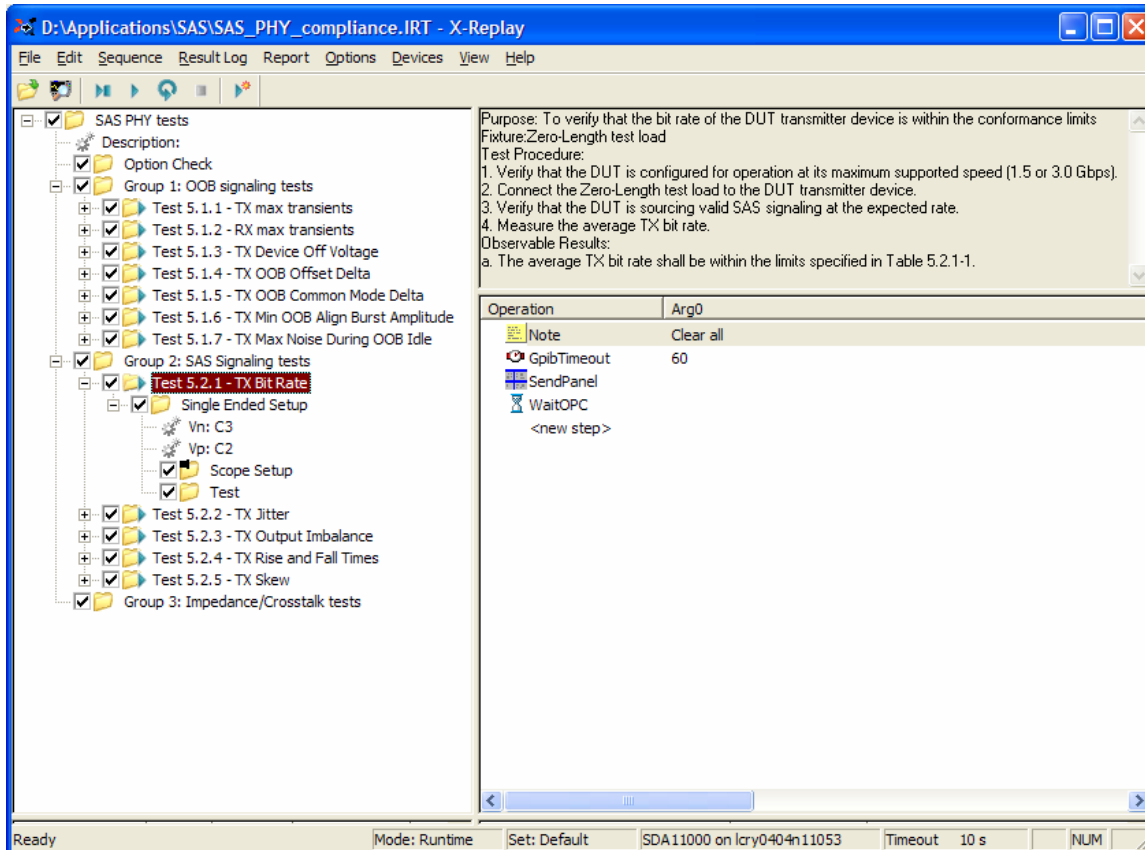 D:\Applications\SAS\SAS_PHY_compliance.IRT - X-Replay
File Edit Sequence ResultLog Report Options Devices View Help
SAS PHY tests
Description:
Option Check
Group 1: OOB signaling tests
Test 5.1.1 - TX max transients
Test 5.1.2 - RX max transients
Test 5.1.3 - TX Device Off Voltage
Test 5.1.4 - TX OOB Offset Delta
Test 5.1.5 - TX OOB Common Mode Delta
Test 5.1.6 - TX Min OOB Align Burst Amplitude
Test 5.1.7 - TX Max Noise During OOB Idle
Group 2: SAS Signaling tests
Test 5.2.1 - TX Bit Rate
Single Ended Setup
Vn: C3
Vp: C2
Scope Setup
Test
Test 5.2.2 - TX Jitter
Test 5.2.3 - TX Output Imbalance
Test 5.2.4 - TX Rise and Fall Times
Test 5.2.5 - TX Skew
Group 3: Impedance/Crosstalk tests
Purpose: To verify that the bit rate of the DUT transmitter device is within the conformance limits
Fixture:Zero-Length test load
Test Procedure:
1. Verify that the DUT is configured for operation at its maximum supported speed (1.5 or 3.0 Gbps).
2. Connect the Zero-Length test load to the DUT transmitter device.
3. Verify that the DUT is sourcing valid SAS signaling at the expected rate.
4. Measure the average TX bit rate.
Observable Results:
a. The average TX bit rate shall be within the limits specified in Table 5.2.1-1.
Operation Arg0
Note Clear all
GpibTimeout 60
SendPanel
WaitOPC
<new step>
Ready Mode: Runtime Set: Default SDA11000 on lcry0404n11053 Timeout 10 s NUM